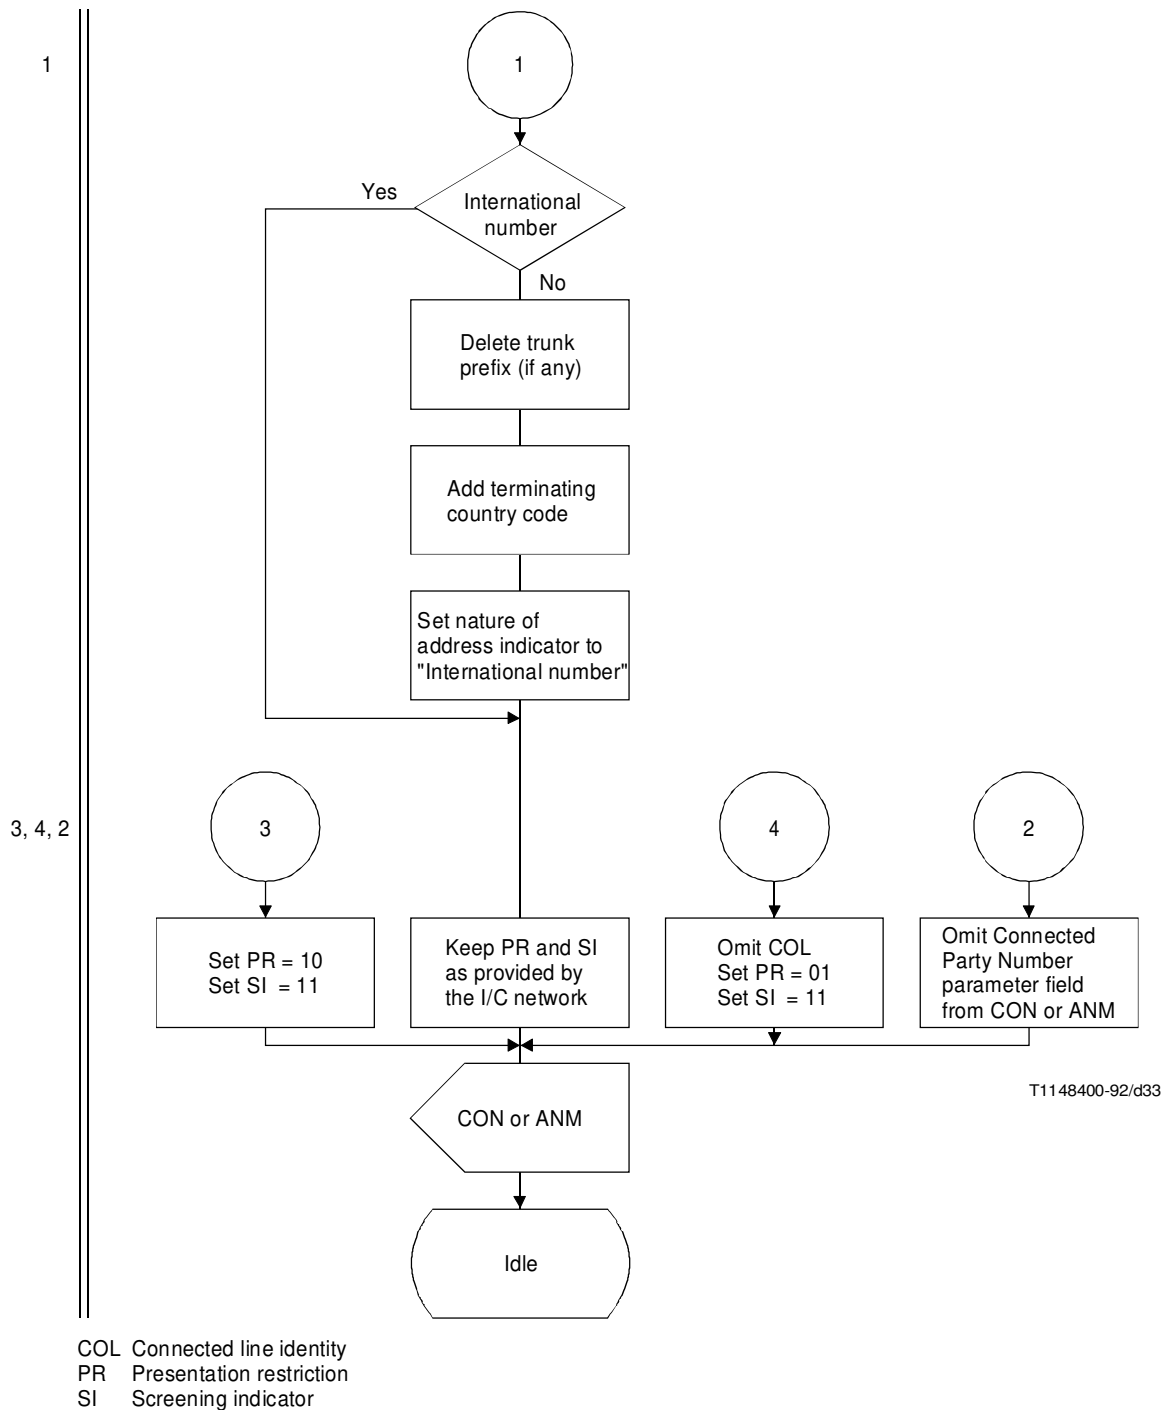 1
1
Yes
International
number
No
Delete trunk
prefix (if any)
Add terminating
country code
Set nature of
address indicator to
"International number"
3, 4, 2
3
4
2
Set PR = 10
Set SI = 11
Keep PR and SI
as provided by
the I/C network
Omit COL
Set PR = 01
Set SI = 11
Omit Connected
Party Number
parameter field
from CON or ANM
T1148400-92/d33
CON or ANM
Idle
COL Connected line identity
PR Presentation restriction
SI Screening indicator